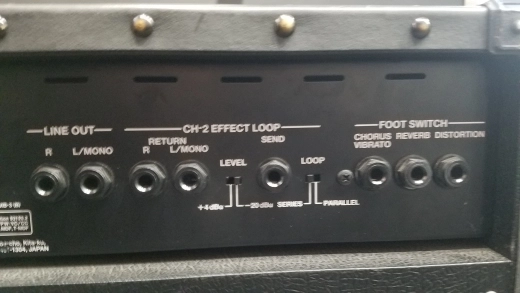 LINE OUT
R L/MONO
CH-2 EFFECT LOOP
RETURN
R L/MONO
LEVEL
+4 dBu -20 dBu
SEND
LOOP
SERIES PARALLEL
FOOT SWITCH
CHORUS
VIBRATO
REVERB
DISTORTION
JAPAN